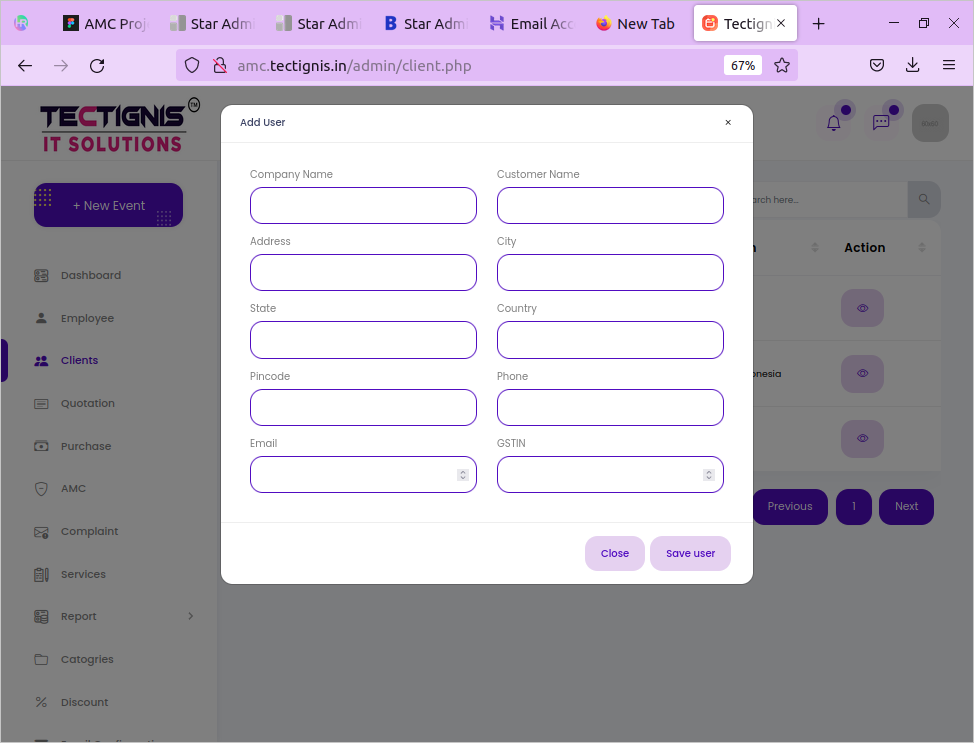 AMC Proj
Star Admi
Star Admi
Star Admi
Email Acc
New Tab
Tectign
amc.tectignis.in/admin/client.php
67%
TECTIGNIS
TM
IT SOLUTIONS
Add User
×
+ New Event
Company Name
Customer Name
arch here...
Address
City
Action
Dashboard
State
Country
Employee
Clients
Pincode
Phone
onesia
Quotation
Email
GSTIN
Purchase
AMC
Previous
1
Next
Complaint
Close
Save user
Services
Report
Catogries
Discount